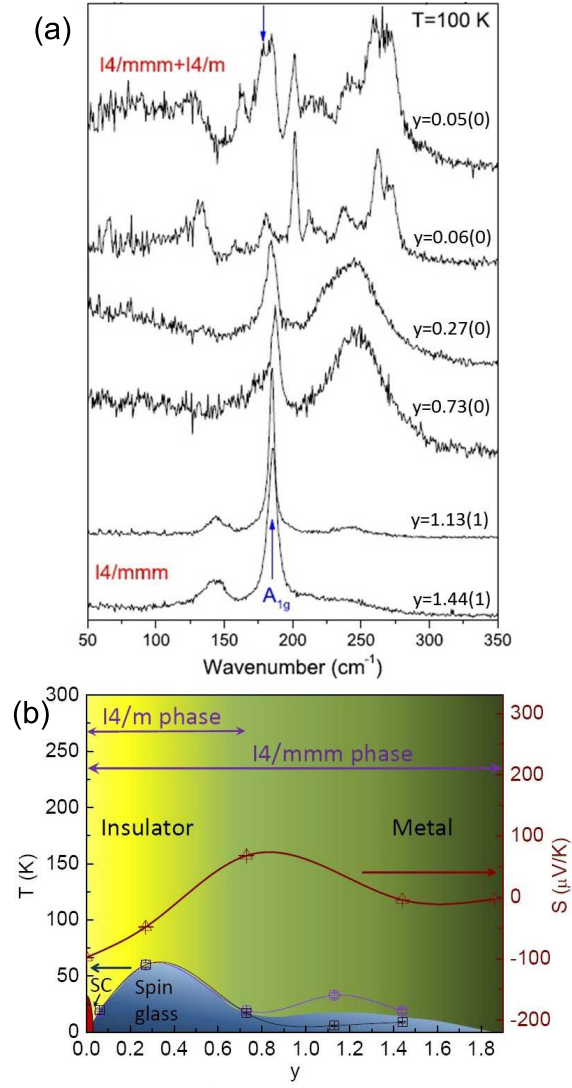 (a)
T=100 K
I4/mmm+I4/m
y=0.05(0)
y=0.06(0)
y=0.27(0)
y=0.73(0)
y=1.13(1)
I4/mmm
y=1.44(1)
A1g
50 100 150 200 250 300 350
Wavenumber (cm-1)
(b)
300
250
200
150
100
50
0
T (K)
I4/m phase
I4/mmm phase
Insulator
Metal
SC
Spin
glass
300
200
100
0
-100
-200
S (μV/K)
0.0 0.2 0.4 0.6 0.8 1.0 1.2 1.4 1.6 1.8
y